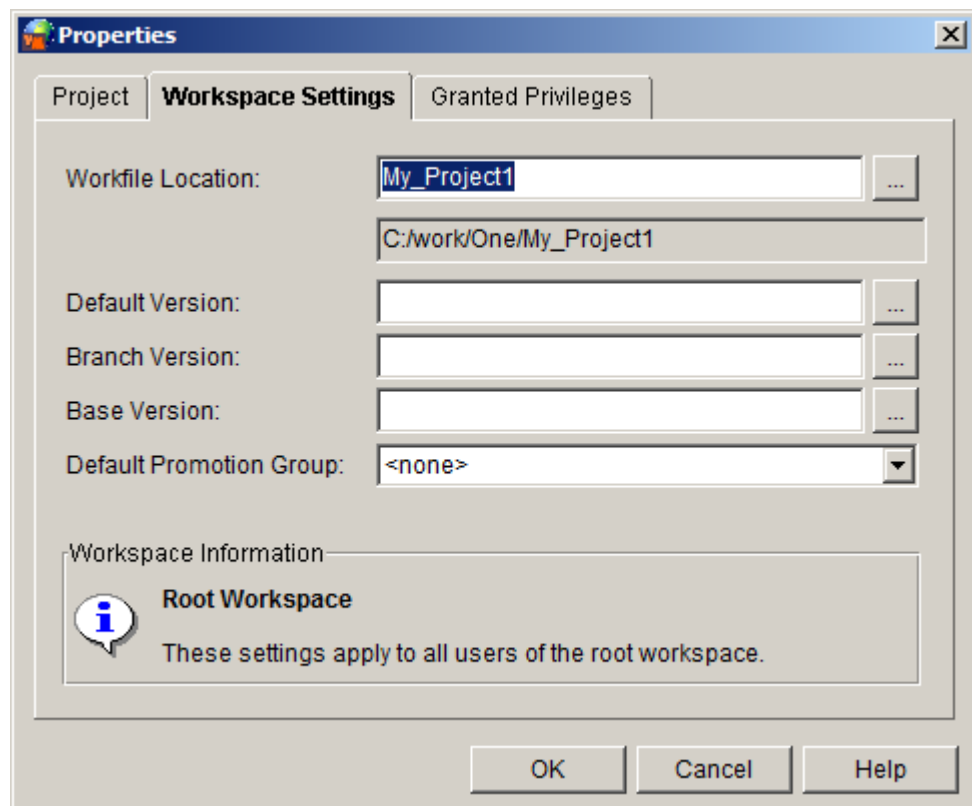 Properties
Project Workspace Settings Granted Privileges
Workfile Location: My_Project1 ...
C:/work/One/My_Project1
Default Version: ...
Branch Version: ...
Base Version: ...
Default Promotion Group: <none>
Workspace Information
Root Workspace
These settings apply to all users of the root workspace.
OK Cancel Help